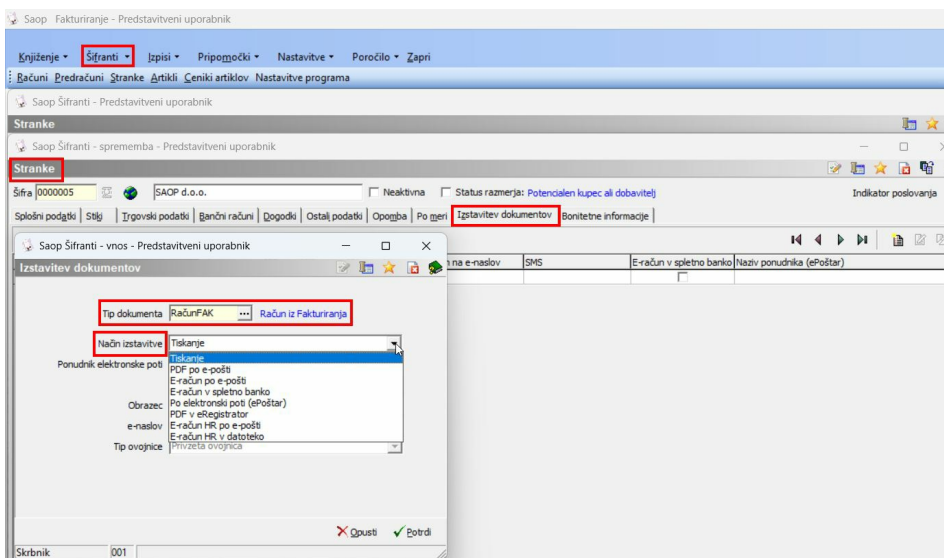 Saop Fakturiranje - Predstavitveni uporabnik
Knjiženje Šifranti Izpisi Pripomočki Nastavitve Poročilo Zapri
Računi Predračuni Stranke Artikli Ceniki artiklov Nastavitve programa
Saop Šifranti - Predstavitveni uporabnik
Stranke
Saop Šifranti - sprememba - Predstavitveni uporabnik
Stranke
Šifra 0000005 SAOP d.o.o. Neaktivna Status razmerja: Potencialen kupec ali dobavitelj Indikator poslovanja
Splošni podatki Stiki Trgovski podatki Bančni računi Dogodki Ostali podatki Opomba Po meri Izstavitev dokumentov Bonitetne informacije
Saop Šifranti - vnos - Predstavitveni uporabnik
na e-naslov SMS E-račun v spletno banko Naziv ponudnika (ePoštar)
Izstavitev dokumentov
Tip dokumenta RačunFAK ... Račun iz Fakturiranja
Način izstavitve Tiskanje
Tiskanje
Ponudnik elektronske poti PDF po e-pošti
E-račun po e-pošti
E-račun v spletno banko
Obrazec Po elektronski poti (ePoštar)
PDF v eRegistrator
e-naslov E-račun HR po e-pošti
E-račun HR v datoteko
Tip ovojnice Privzeta ovojnica
Opusti Potrdi
Skrbnik 001